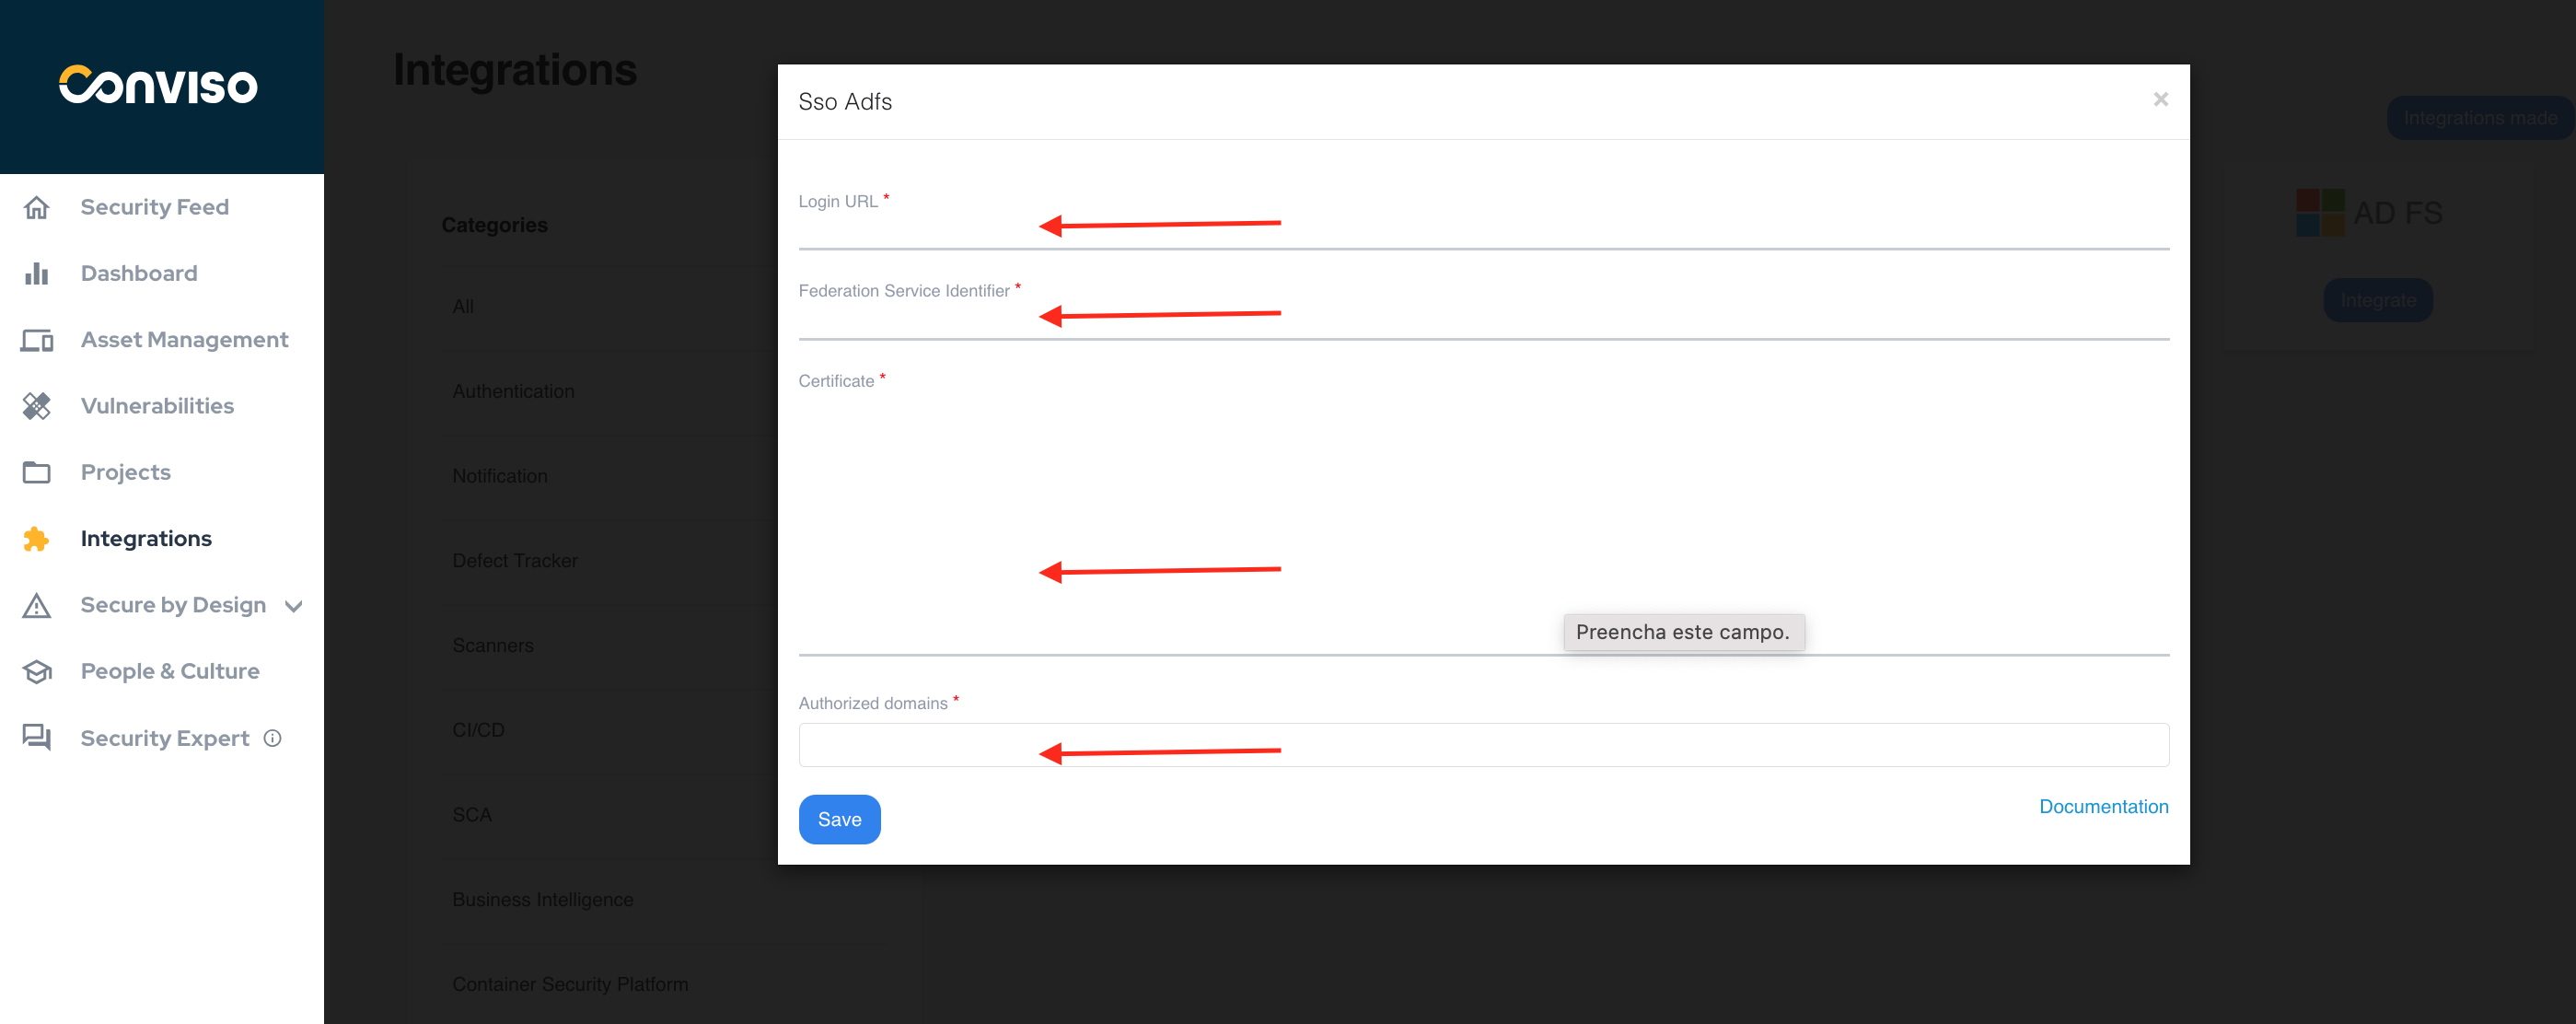 Conviso
Security Feed
Dashboard
Asset Management
Vulnerabilities
Projects
Integrations
Secure by Design
People & Culture
Security Expert
Integrations
Integrations made
Categories
All
Authentication
Notification
Defect Tracker
Scanners
CI/CD
SCA
Business Intelligence
Container Security Platform
Sso Adfs
×
Login URL *
Federation Service Identifier *
Certificate *
Preencha este campo.
Authorized domains *
Save
Documentation
AD FS
Integrate